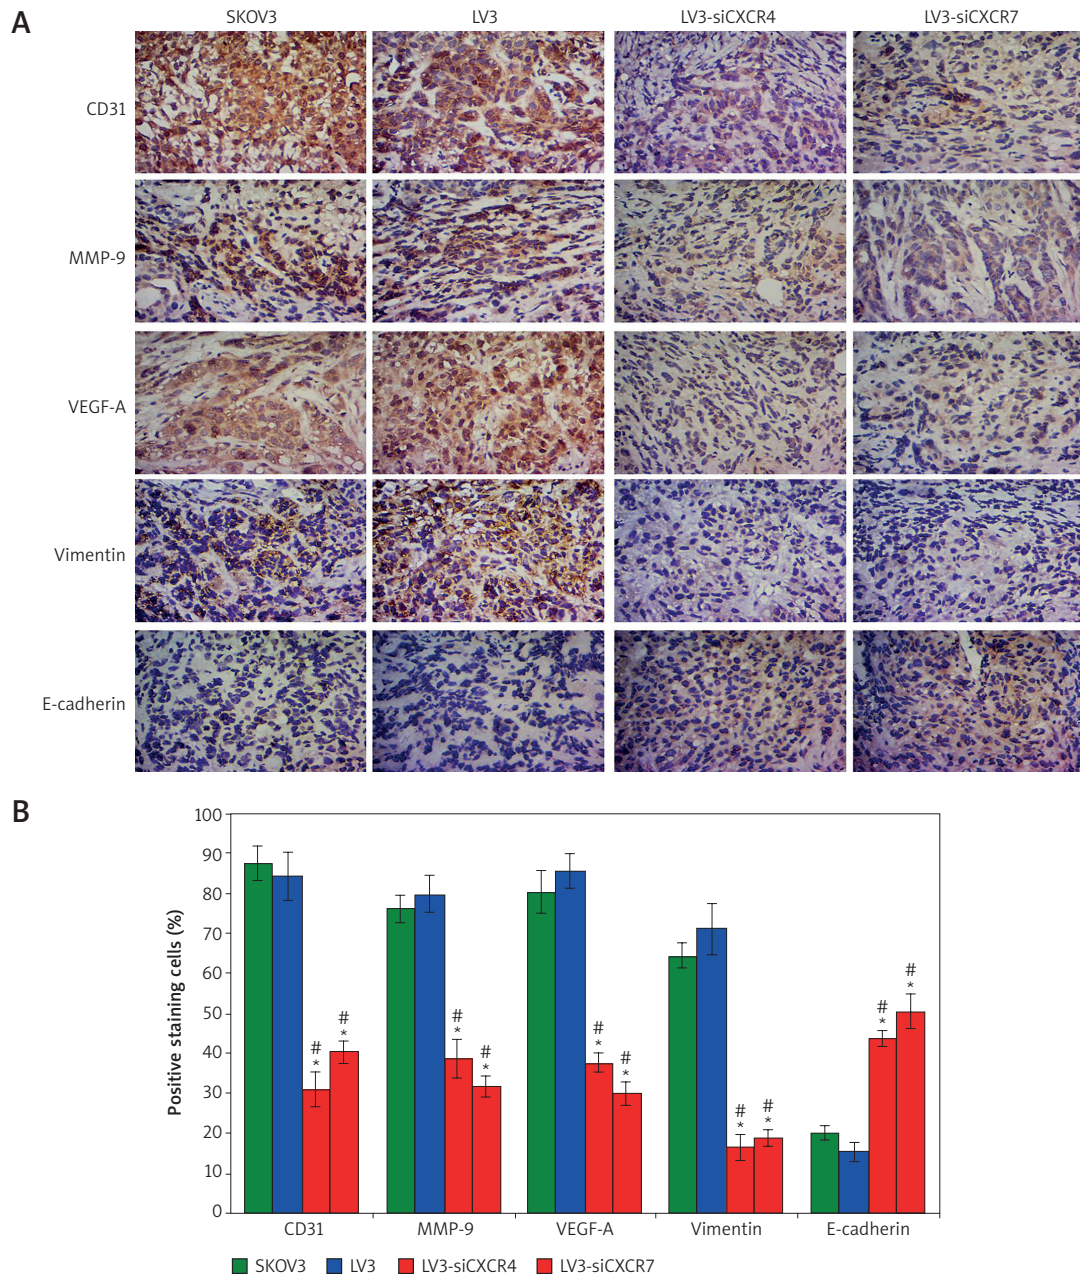 A
SKOV3 LV3 LV3-siCXCR4 LV3-siCXCR7
CD31
MMP-9
VEGF-A
Vimentin
E-cadherin
B
Positive staining cells (%)
100
90
80
70
60
50
40
30
20
10
0
# * # * # * # * # * # * # * # * # * # *
CD31 MMP-9 VEGF-A Vimentin E-cadherin
SKOV3 LV3 LV3-siCXCR4 LV3-siCXCR7